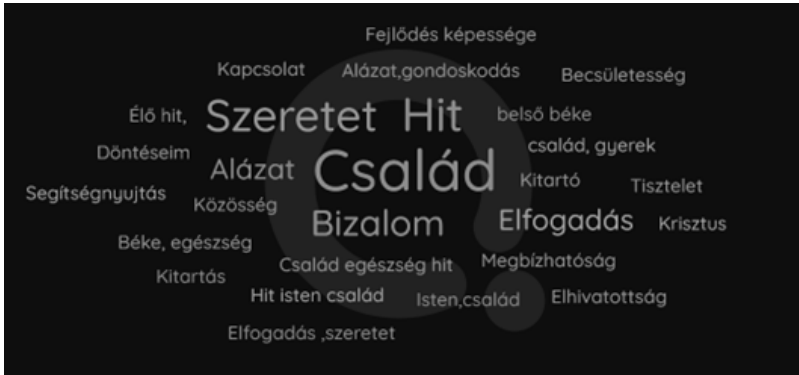 Fejlődés képessége
Kapcsolat
Alázat,gondoskodás
Becsületesség
Élő hit,
Szeretet
Hit
belső béke
Döntéseim
család, gyerek
Alázat
Család
Kitartó
Tisztelet
Segítségnyujtás
Közösség
Bizalom
Elfogadás
Krisztus
Béke, egészség
Család egészség hit
Megbízhatóság
Kitartás
Hit isten család
Isten,család
Elhivatottság
Elfogadás ,szeretet